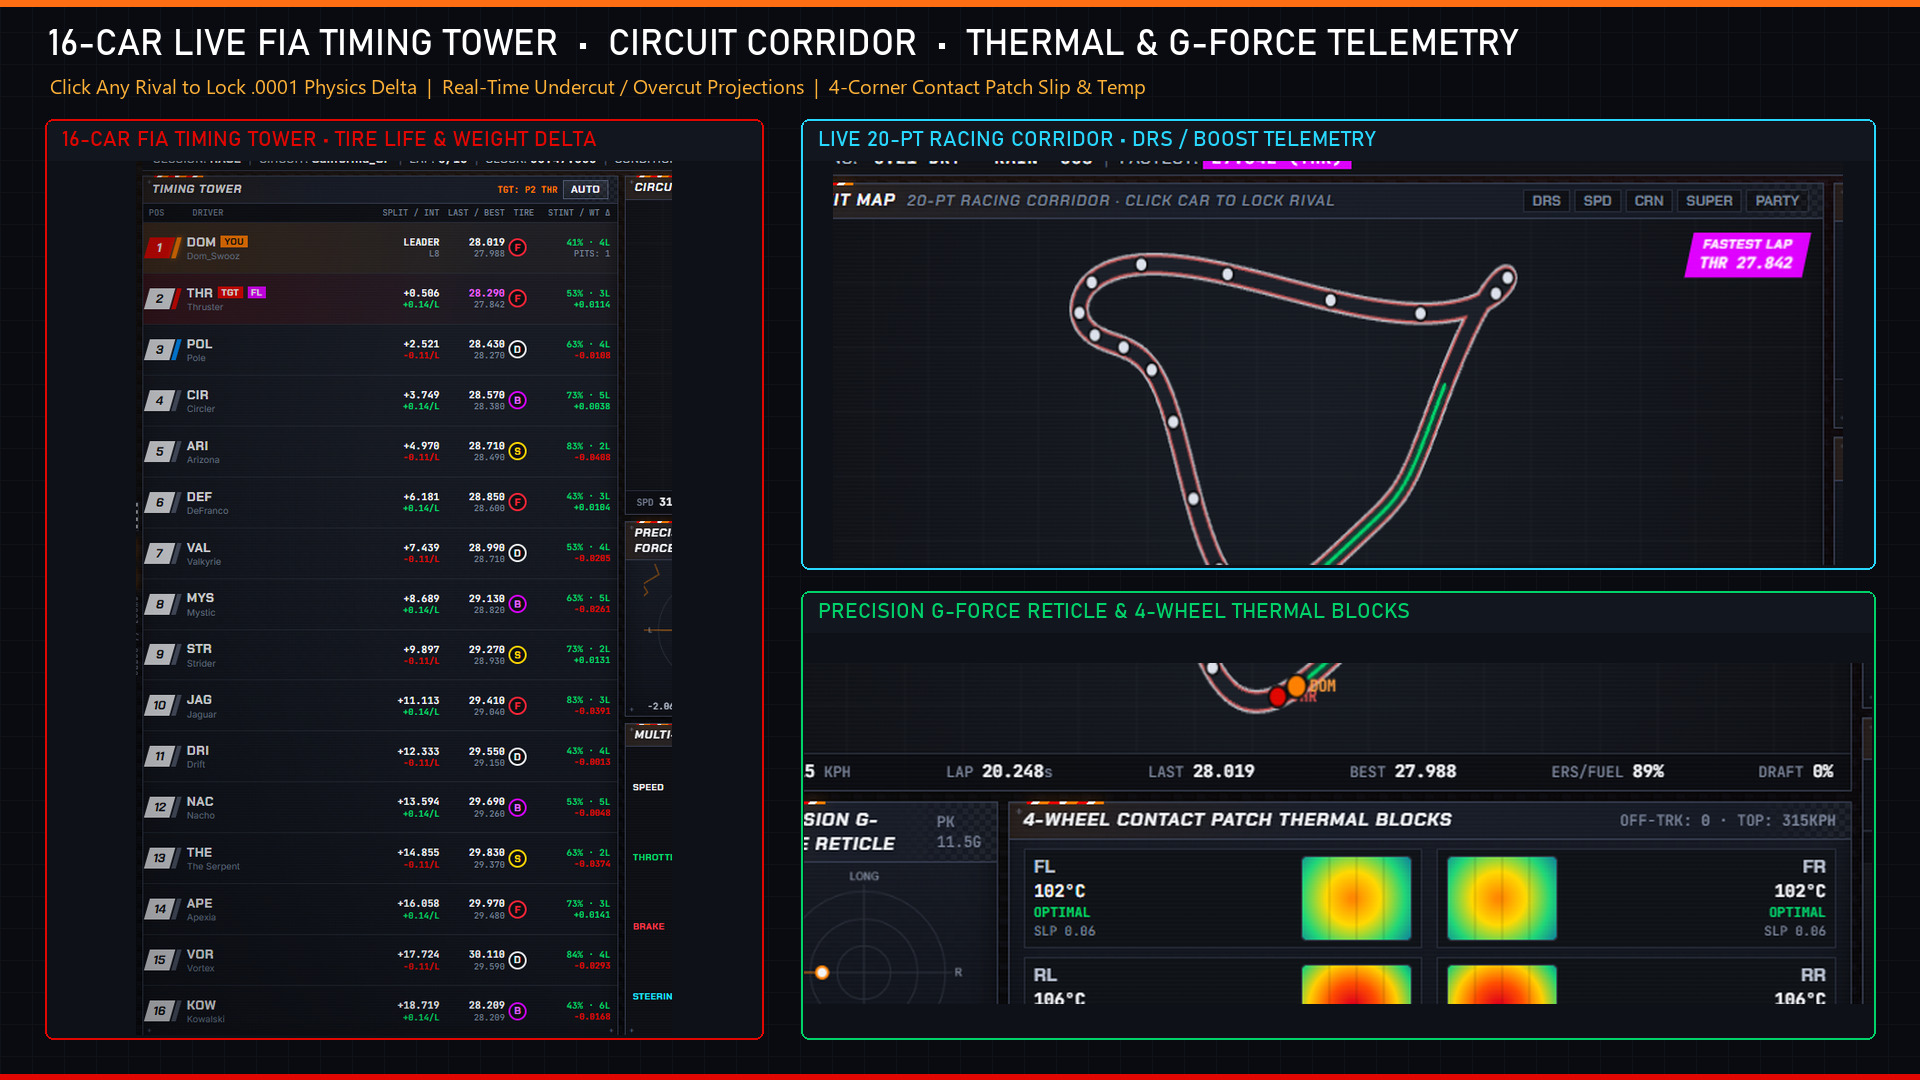 16-CAR LIVE FIA TIMING TOWER · CIRCUIT CORRIDOR · THERMAL & G-FORCE TELEMETRY
Click Any Rival to Lock .0001 Physics Delta | Real-Time Undercut / Overcut Projections | 4-Corner Contact Patch Slip & Temp
16-CAR FIA TIMING TOWER · TIRE LIFE & WEIGHT DELTA
TIMING TOWER TGT: P2 THR AUTO
POS DRIVER SPLIT / INT LAST / BEST TIRE STINT / WT Δ
1 DOM YOU LEADER 28.019 F 41% · 4L
Dom_Swooz L8 27.988 PITS: 1
2 THR TGT FL +0.506 28.290 F 53% · 3L
Thruster +0.14/L 27.842 +0.0114
3 POL +2.521 28.430 D 63% · 4L
Pole -0.11/L 28.270 -0.0108
4 CIR +3.749 28.570 B 73% · 5L
Circler +0.14/L 28.380 +0.0038
5 ARI +4.970 28.710 S 83% · 2L
Arizona -0.11/L 28.490 -0.0408
6 DEF +6.181 28.850 F 43% · 3L
DeFranco +0.14/L 28.600 +0.0104
7 VAL +7.439 28.990 D 53% · 4L
Valkyrie -0.11/L 28.710 -0.0205
8 MYS +8.689 29.130 B 63% · 5L
Mystic +0.14/L 28.820 -0.0261
9 STR +9.897 29.270 S 73% · 2L
Strider -0.11/L 28.930 +0.0131
10 JAG +11.113 29.410 F 83% · 3L
Jaguar +0.14/L 29.040 -0.0391
11 DRI +12.333 29.550 D 43% · 4L
Drift -0.11/L 29.150 -0.0013
12 NAC +13.594 29.690 B 53% · 5L
Nacho +0.14/L 29.260 -0.0048
13 THE +14.855 29.830 S 63% · 2L
The Serpent -0.11/L 29.370 -0.0374
14 APE +16.058 29.970 F 73% · 3L
Apexia +0.14/L 29.480 +0.0141
15 VOR +17.724 30.110 D 84% · 4L
Vortex -0.11/L 29.590 -0.0293
16 KOW +18.719 28.209 B 43% · 6L
Kowalski +0.14/L 28.209 -0.0168
CIRCU
SPD 31
PRECI
FORCE
L
-2.0
MULTI-
SPEED
THROTT
BRAKE
STEERIN
LIVE 20-PT RACING CORRIDOR · DRS / BOOST TELEMETRY
IT MAP 20-PT RACING CORRIDOR · CLICK CAR TO LOCK RIVAL DRS SPD CRN SUPER PARTY
FASTEST LAP
THR 27.842
PRECISION G-FORCE RETICLE & 4-WHEEL THERMAL BLOCKS
DOM
5 KPH LAP 20.248s LAST 28.019 BEST 27.988 ERS/FUEL 89% DRAFT 0%
SION G-
E RETICLE
PK
11.5G
LONG
R
4-WHEEL CONTACT PATCH THERMAL BLOCKS OFF-TRK: 0 · TOP: 315KPH
FL FR
102°C 102°C
OPTIMAL OPTIMAL
SLP 0.06 SLP 0.06
RL RR
106°C 106°C